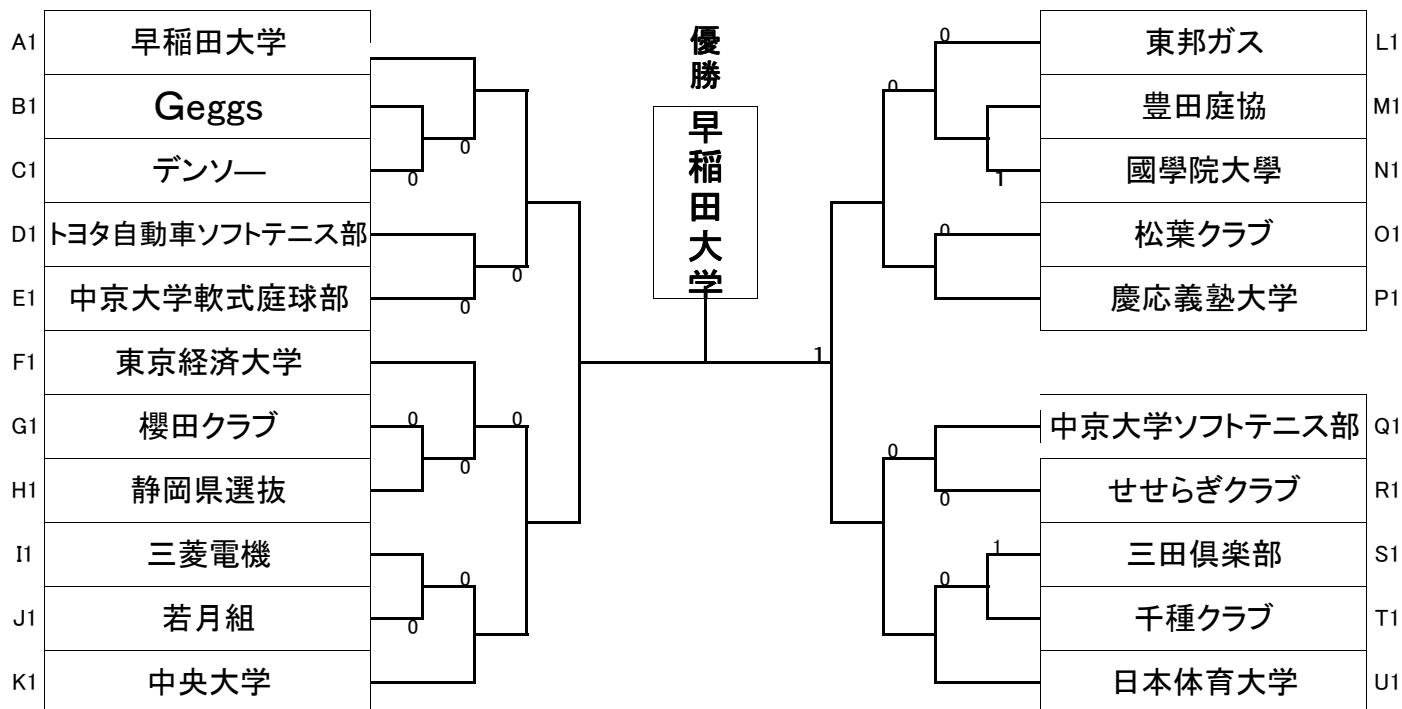 A1 早稲田大学
B1 Geggs
0
C1 デンソー
0
D1 トヨタ自動車ソフトテニス部
0
E1 中京大学軟式庭球部
0
F1 東京経済大学
G1 櫻田クラブ
0
0
0
H1 静岡県選抜
I1 三菱電機
0
J1 若月組
0
K1 中央大学
優勝
早稲田大学
1
0
東邦ガス L1
0
豊田庭協 M1
1
國學院大學 N1
0
松葉クラブ O1
慶応義塾大学 P1
中京大学ソフトテニス部 Q1
0
0
せせらぎクラブ R1
1
三田倶楽部 S1
0
千種クラブ T1
日本体育大学 U1